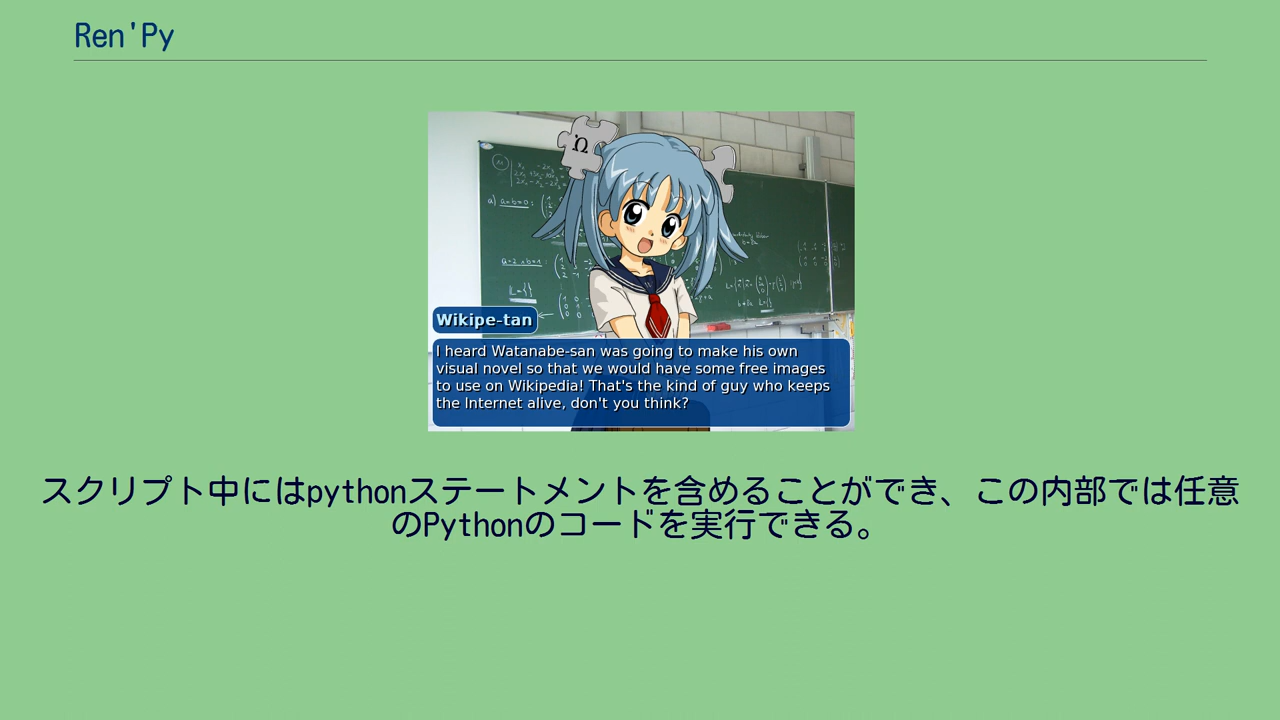 Ren'Py
Wikipe-tan
I heard Watanabe-san was going to make his own
visual novel so that we would have some free images
to use on Wikipedia! That's the kind of guy who keeps
the Internet alive, don't you think?
スクリプト中にはpythonステートメントを含めることができ、この内部では任意
のPythonのコードを実行できる。